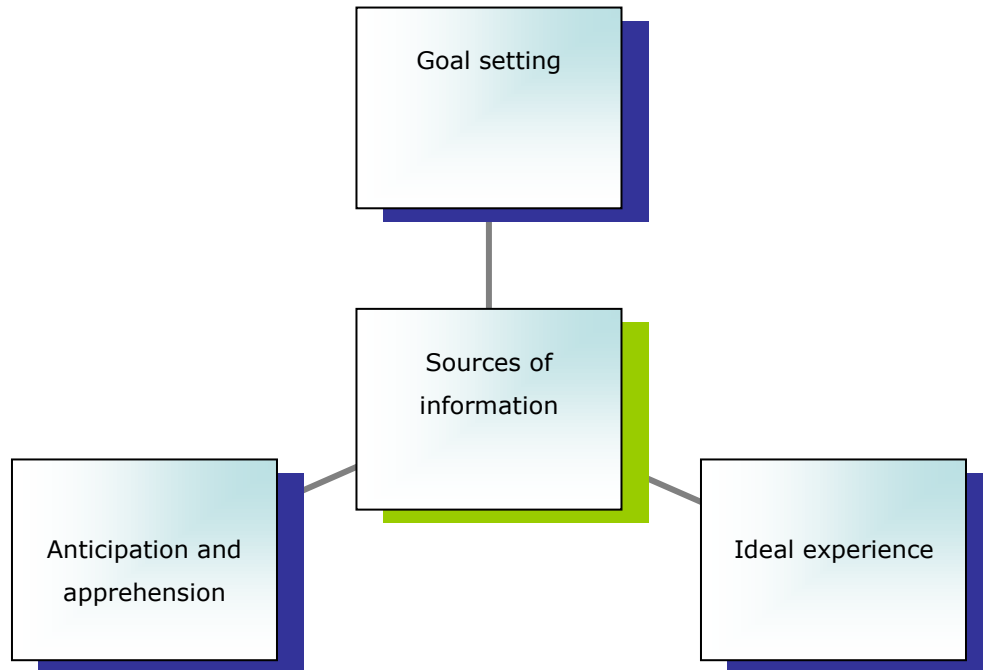 Goal setting
Sources of
information
Anticipation and
apprehension
Ideal experience